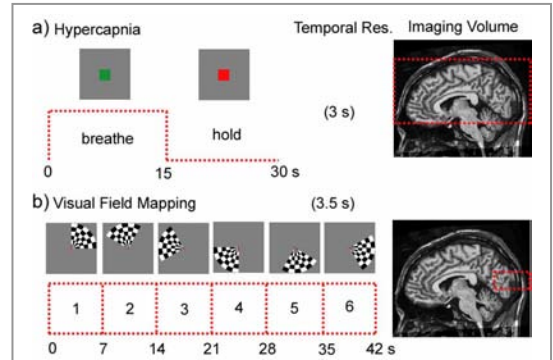 a) Hypercapnia Temporal Res. Imaging Volume
breathe hold (3 s)
0 15 30 s
b) Visual Field Mapping (3.5 s)
1 2 3 4 5 6
0 7 14 21 28 35 42 s